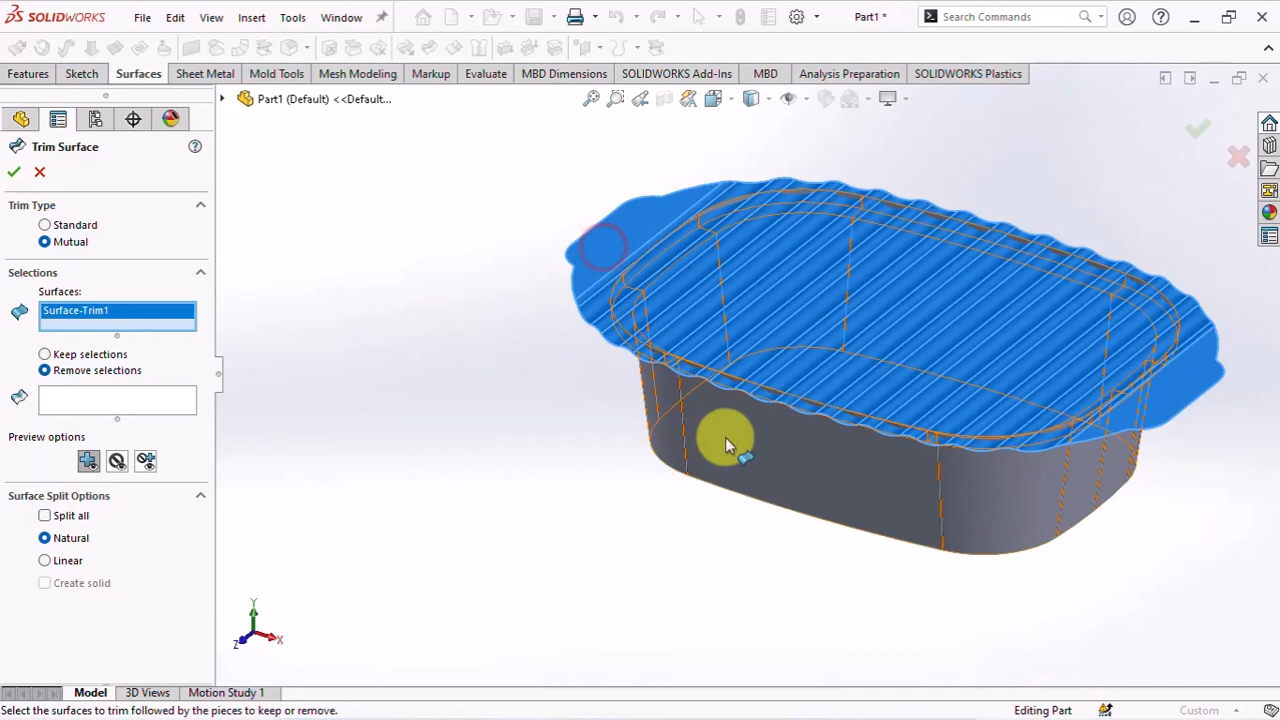 SOLIDWORKS File Edit View Insert Tools Window Part1 * Search Commands
Features Sketch Surfaces Sheet Metal Mold Tools Mesh Modeling Markup Evaluate MBD Dimensions SOLIDWORKS Add-Ins MBD Analysis Preparation SOLIDWORKS Plastics
Part1 (Default) <<Default...
Trim Surface
Trim Type
Standard
Mutual
Selections
Surfaces:
Surface-Trim1
Keep selections
Remove selections
Preview options
Surface Split Options
Split all
Natural
Linear
Create solid
Y
Z X
Model 3D Views Motion Study 1
Select the surfaces to trim followed by the pieces to keep or remove. Editing Part Custom